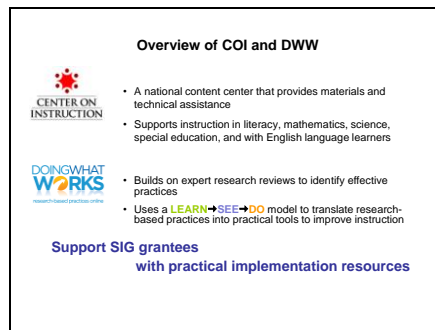 Overview of COI and DWW
CENTER ON
INSTRUCTION
• A national content center that provides materials and
technical assistance
• Supports instruction in literacy, mathematics, science,
special education, and with English language learners
DOINGWHAT
WORKS
research-based practices online
• Builds on expert research reviews to identify effective
practices
• Uses a LEARN➔SEE➔DO model to translate research-
based practices into practical tools to improve instruction
Support SIG grantees
with practical implementation resources